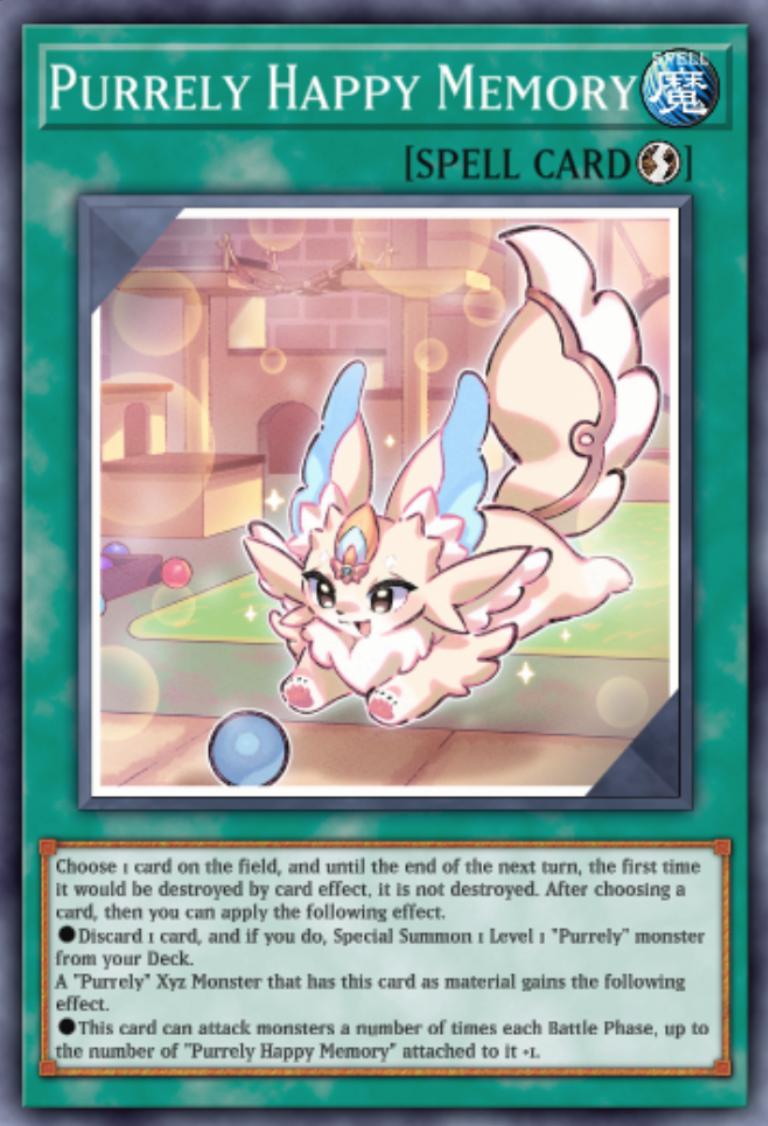 PURRELY HAPPY MEMORY
SPELL
魔
[SPELL CARD]
Choose 1 card on the field, and until the end of the next turn, the first time
it would be destroyed by card effect, it is not destroyed. After choosing a
card, then you can apply the following effect.
●Discard 1 card, and if you do, Special Summon 1 Level 1 "Purrely" monster
from your Deck.
A "Purrely" Xyz Monster that has this card as material gains the following
effect.
●This card can attack monsters a number of times each Battle Phase, up to
the number of "Purrely Happy Memory" attached to it +1.